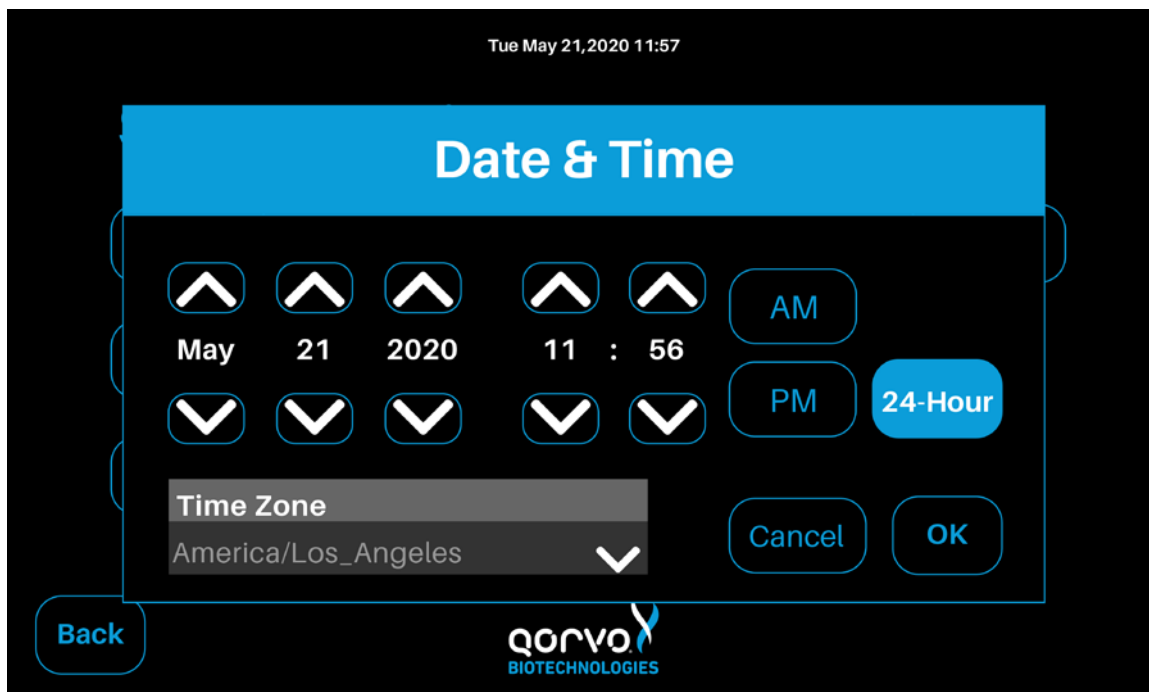 Tue May 21,2020 11:57
Date & Time
May 21 2020 11 : 56
AM
PM
24-Hour
Time Zone
America/Los_Angeles
Cancel
OK
Back
QORVO
BIOTECHNOLOGIES